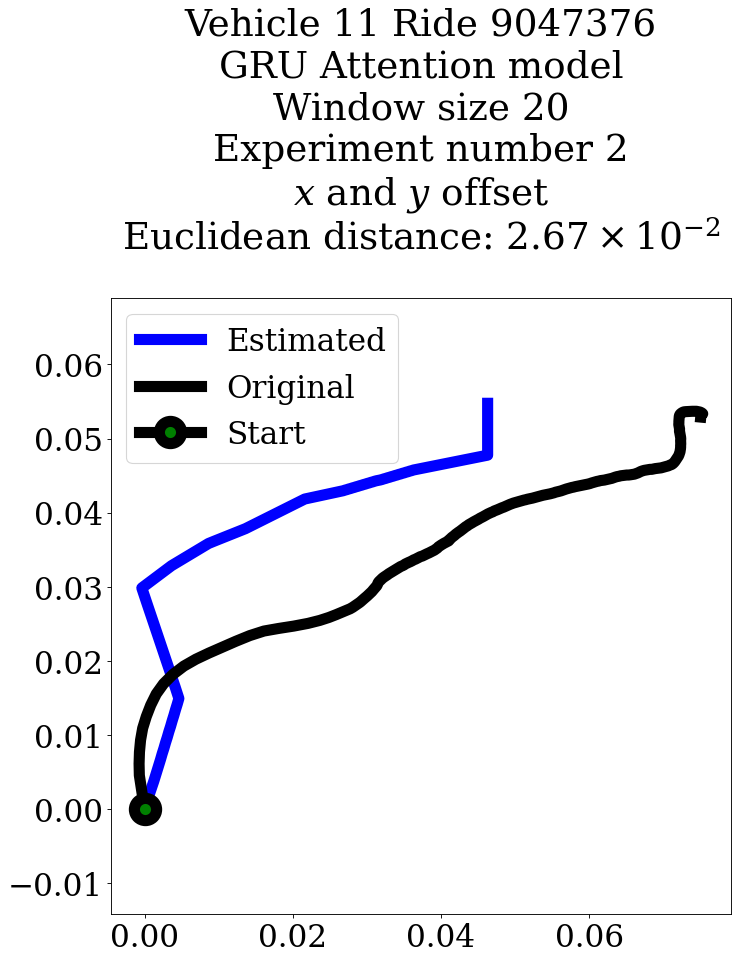 Vehicle 11 Ride 9047376
GRU Attention model
Window size 20
Experiment number 2
x and y offset
Euclidean distance: 2.67 × 10⁻²
Estimated
Original
Start
0.06
0.05
0.04
0.03
0.02
0.01
0.00
−0.01
0.00 0.02 0.04 0.06